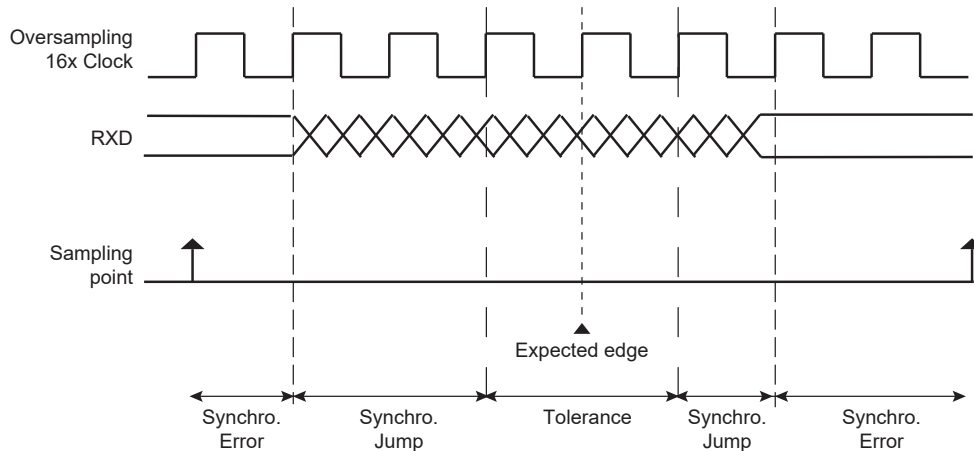 Oversampling
16x Clock
RXD
Sampling
point
Expected edge
Synchro.
Error
Synchro.
Jump
Tolerance
Synchro.
Jump
Synchro.
Error